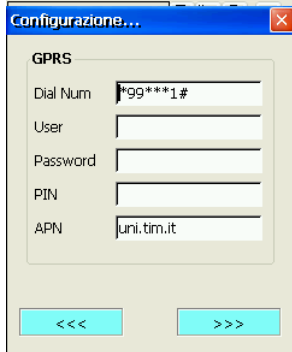 Configurazione...
GPRS
Dial Num *99***1#
User
Password
PIN
APN uni.tim.it
<<< >>>